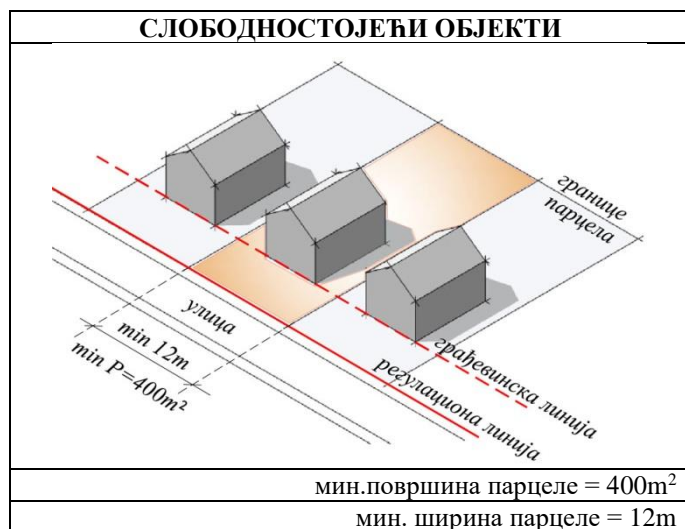 СЛОБОДНОСТОЈЕЋИ ОБЈЕКТИ
границе
парцела
улица
min 12m
min P=400m²
грађевинска линија
регулациона линија
мин.површина парцеле = 400m²
мин. ширина парцеле = 12m